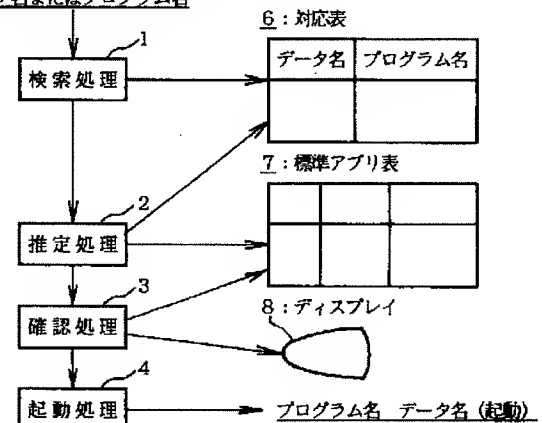 名またはプログラム名
1
検索処理
6：対応表
データ名 プログラム名
2
推定処理
7：標準アプリ表
3
確認処理
8：ディスプレイ
4
起動処理
プログラム名 データ名（起動）